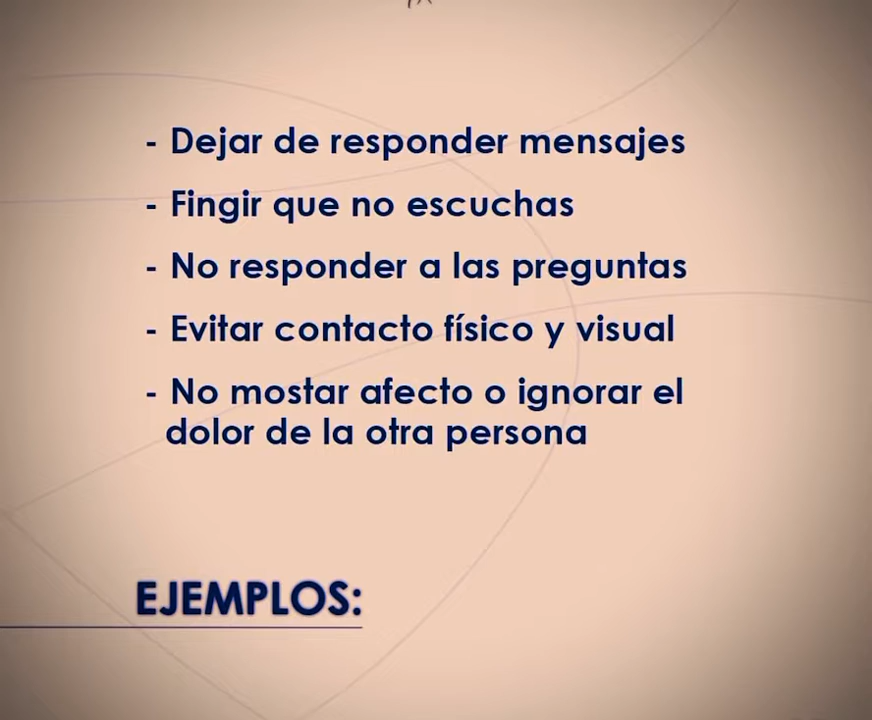 - Dejar de responder mensajes
- Fingir que no escuchas
- No responder a las preguntas
- Evitar contacto físico y visual
- No mostar afecto o ignorar el
dolor de la otra persona
EJEMPLOS: